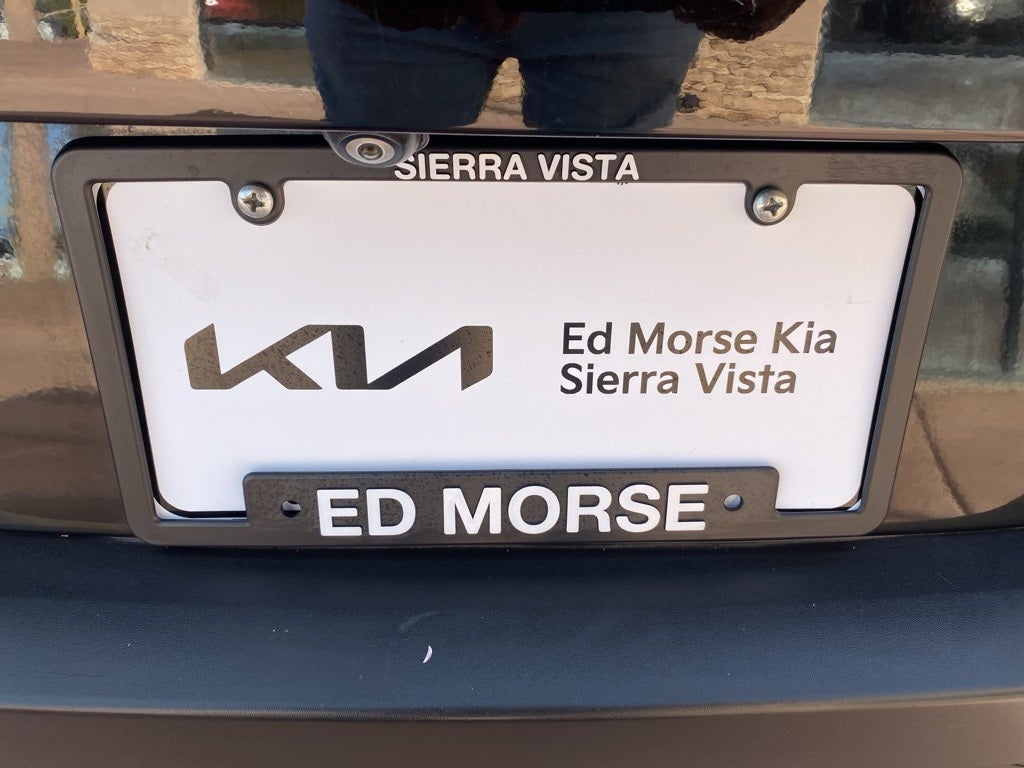 SIERRA VISTA
KIA
Ed Morse Kia
Sierra Vista
ED MORSE